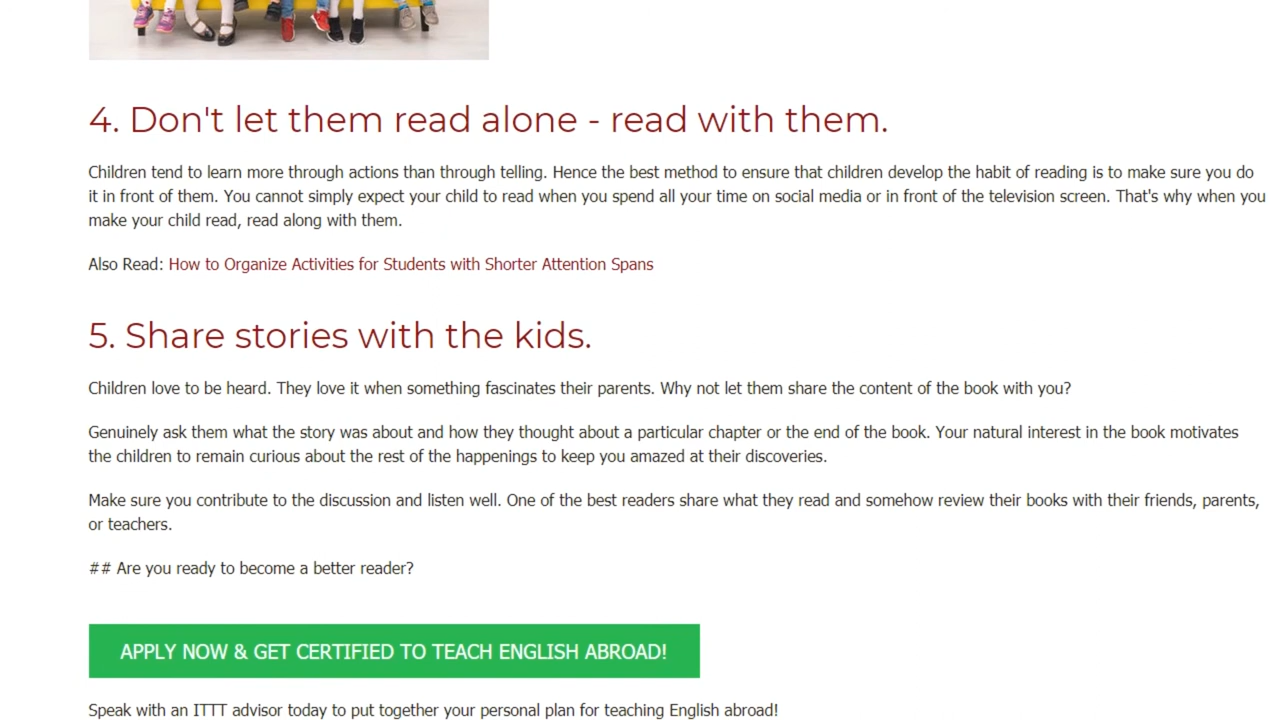 4. Don't let them read alone - read with them.
Children tend to learn more through actions than through telling. Hence the best method to ensure that children develop the habit of reading is to make sure you do
it in front of them. You cannot simply expect your child to read when you spend all your time on social media or in front of the television screen. That's why when you
make your child read, read along with them.
Also Read: How to Organize Activities for Students with Shorter Attention Spans
5. Share stories with the kids.
Children love to be heard. They love it when something fascinates their parents. Why not let them share the content of the book with you?
Genuinely ask them what the story was about and how they thought about a particular chapter or the end of the book. Your natural interest in the book motivates
the children to remain curious about the rest of the happenings to keep you amazed at their discoveries.
Make sure you contribute to the discussion and listen well. One of the best readers share what they read and somehow review their books with their friends, parents,
or teachers.
## Are you ready to become a better reader?
APPLY NOW & GET CERTIFIED TO TEACH ENGLISH ABROAD!
Speak with an ITTT advisor today to put together your personal plan for teaching English abroad!